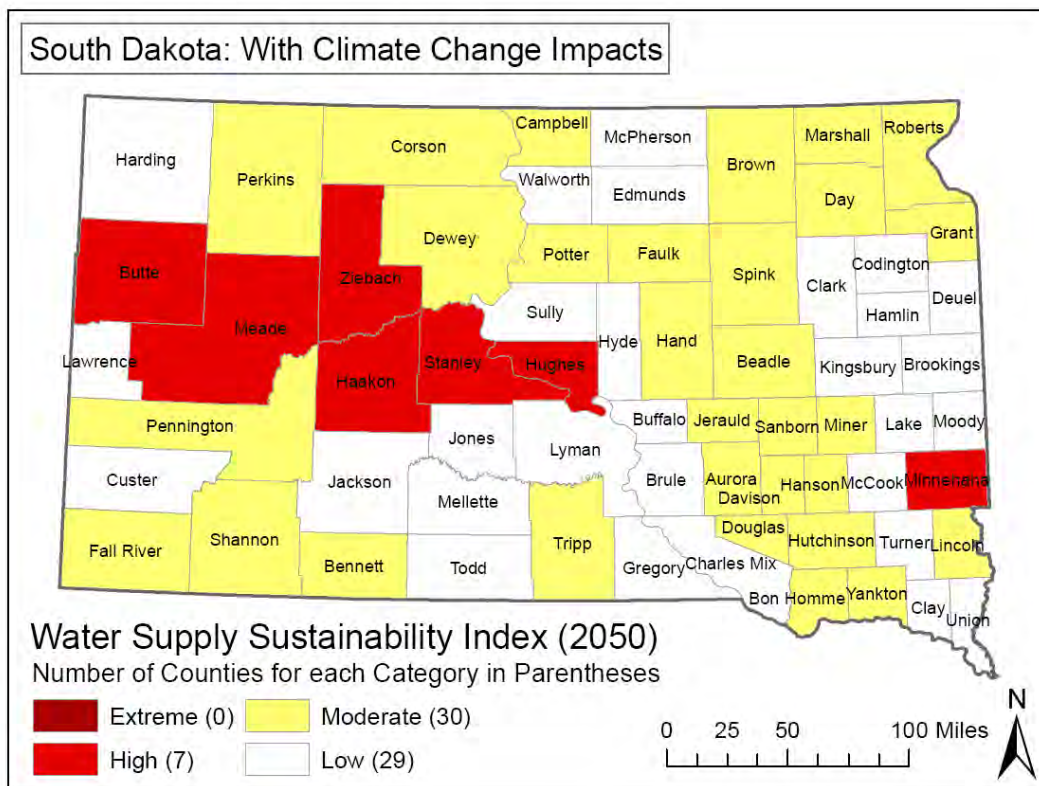 South Dakota: With Climate Change Impacts
Campbell
McPherson
Marshall
Roberts
Harding
Corson
Brown
Perkins
Walworth
Edmunds
Day
Dewey
Grant
Potter
Faulk
Spink
Codington
Butte
Ziebach
Clark
Deuel
Hamlin
Sully
Meade
Hyde
Hand
Lawrence
Stanley
Hughes
Beadle
Kingsbury
Brookings
Haakon
Pennington
Buffalo
Jerauld
Sanborn
Miner
Lake
Moody
Jones
Lyman
Custer
Jackson
Brule
Aurora
Hanson
McCook
Minnehaha
Mellette
Davison
Douglas
Fall River
Shannon
Tripp
Hutchinson
Turner
Lincoln
Bennett
Todd
Gregory
Charles Mix
Bon Homme
Yankton
Clay
Union
Water Supply Sustainability Index (2050)
Number of Counties for each Category in Parentheses
Extreme (0)
Moderate (30)
High (7)
Low (29)
0 25 50 100 Miles
N